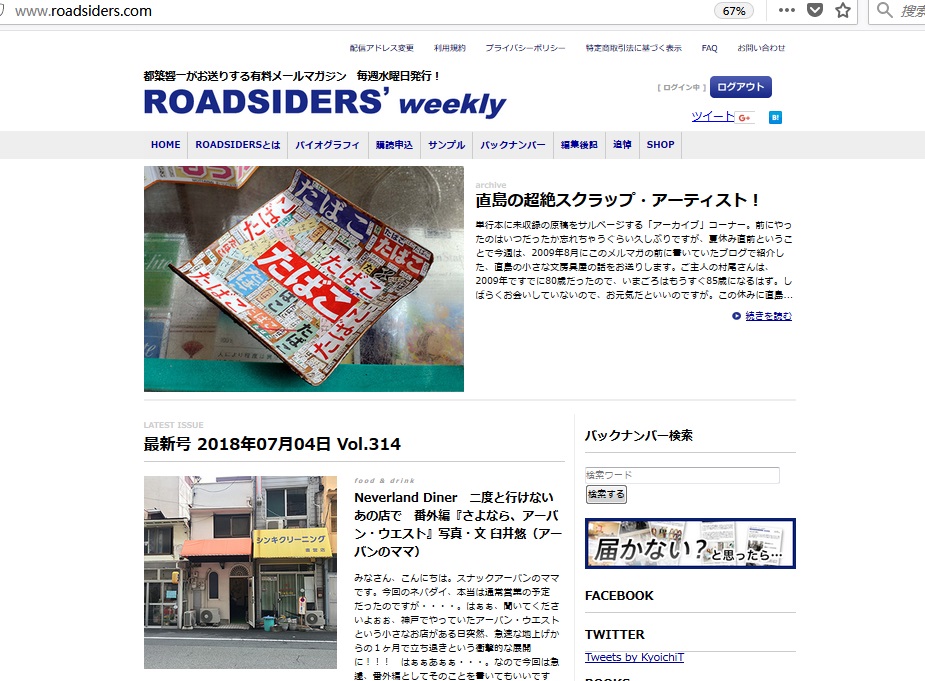 www.roadsiders.com
67%
搜索
配信アドレス変更 利用規約 プライバシーポリシー 特定商取引法に基づく表示 FAQ お問い合わせ
都築響一がお送りする有料メールマガジン 毎週水曜日発行！
ROADSIDERS' weekly
[ ログイン中 ] ログアウト
ツイート G+ B!
HOME ROADSIDERSとは バイオグラフィ 購読申込 サンプル バックナンバー 編集後記 追悼 SHOP
archive
直島の超絶スクラップ・アーティスト！
単行本に未収録の原稿をサルベージする「アーカイブ」コーナー。前にやっ
たのはいつだったか忘れちゃうぐらい久しぶりですが、夏休み直前というこ
とで今週は、2009年8月にこのメルマガの前に書いていたブログで紹介し
た、直島の小さな文房具屋の話をお送りします。ご主人の村尾さんは、
2009年ですでに80歳だったので、いまごろはもうすぐ85歳になるはず。し
ばらくお会いしていないので、お元気だといいのですが。この休みに直島...
続きを読む
たばこ
たばこ
たばこ
たばこ
たばこ
たばこ
LATEST ISSUE
最新号 2018年07月04日 Vol.314
シンキクリーニング
food & drink
Neverland Diner 二度と行けない
あの店で 番外編『さよなら、アーバ
ン・ウエスト』写真・文 臼井悠（アー
バンのママ）
みなさん、こんにちは。スナックアーバンのママ
です。今回のネバダイ、本当は通常営業の予定
だったのですが・・・・。はぁぁ、聞いてくださ
いよぉぉ、神戸でやっていたアーバン・ウエスト
という小さなお店がある日突然、急速な地上げか
らの１ヶ月で立ち退きという衝撃的な展開
に！！！ はぁぁあぁぁ・・・。なので今回は急
遽、番外編としてそのことを書いてもいいです
バックナンバー検索
検索ワード
検索する
届かない？と思ったら…
FACEBOOK
TWITTER
Tweets by KyoichiT
BOOKS